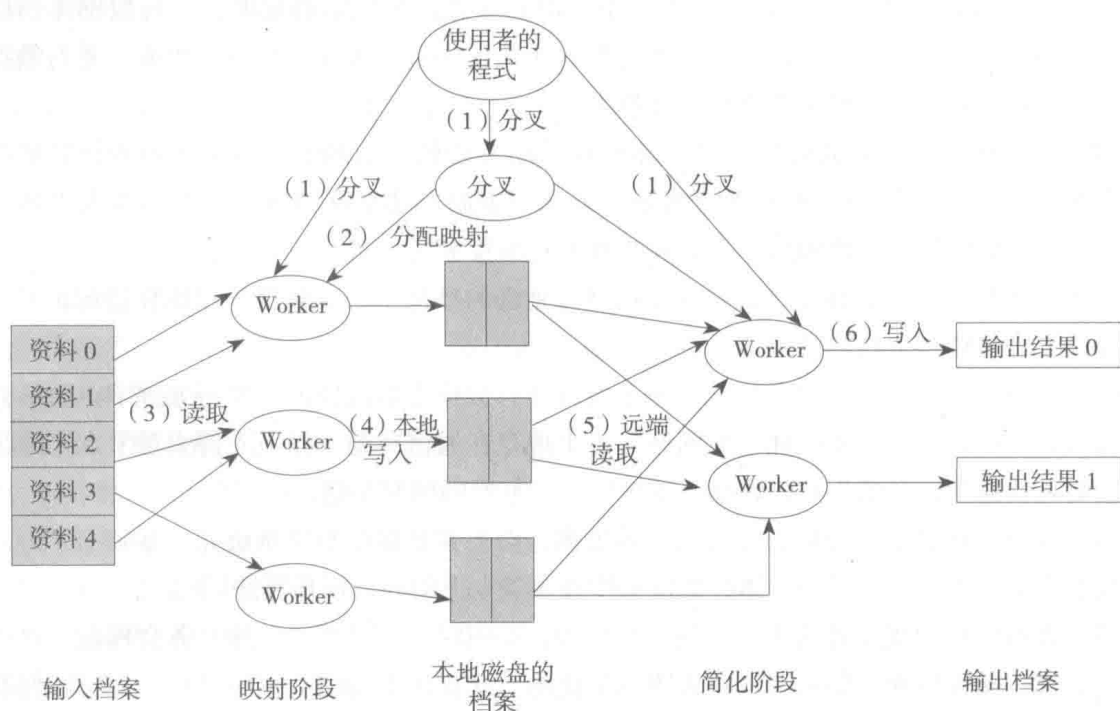 使用者的
程式
（1）分叉
分叉
（1）分叉
（1）分叉
（2） 分配映射
Worker
Worker
（6）写入
输出结果 0
资料 0
资料 1
资料 2
资料 3
资料 4
（3）读取
Worker
（4）本地
写入
（5）远端
读取
Worker
输出结果 1
Worker
输入档案
映射阶段
本地磁盘的
档案
简化阶段
输出档案